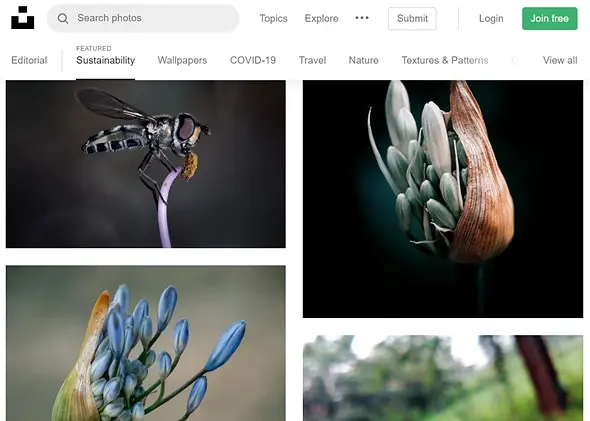 Search photos
Topics Explore Submit Login Join free
FEATURED
Editorial Sustainability Wallpapers COVID-19 Travel Nature Textures & Patterns View all